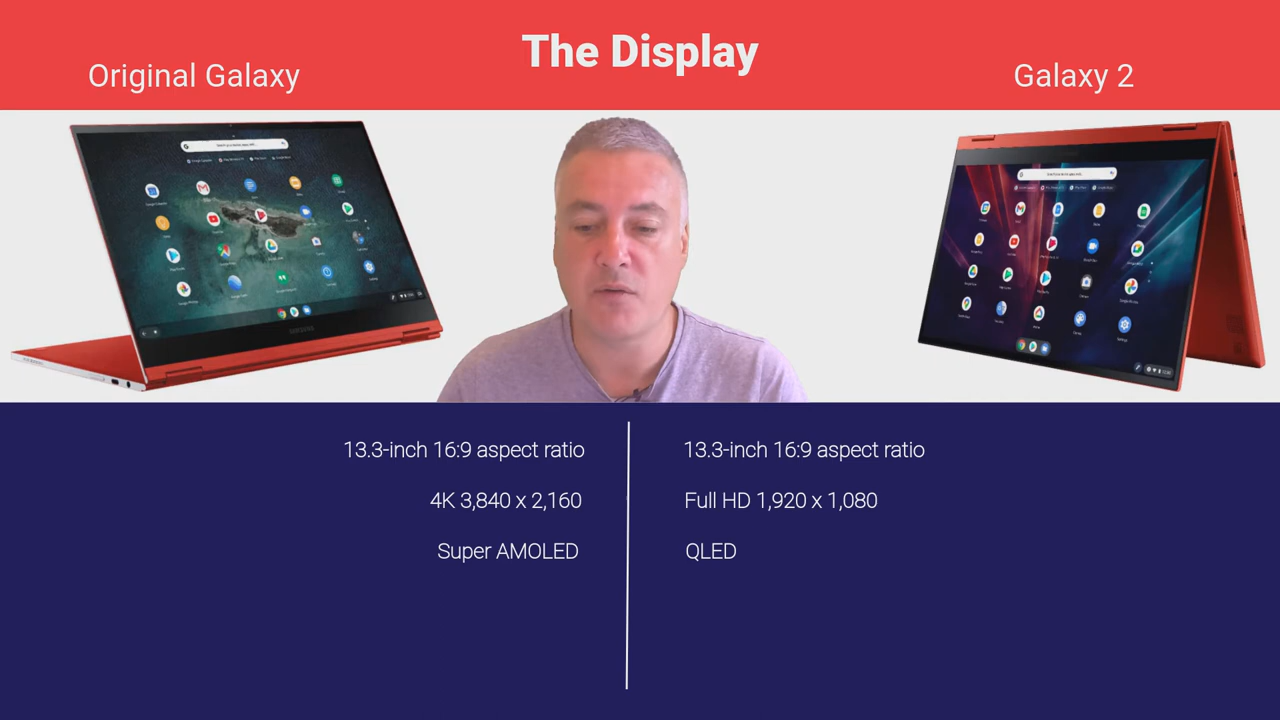 The Display
Original Galaxy
Galaxy 2
SAMSUNG
13.3-inch 16:9 aspect ratio
4K 3,840 x 2,160
Super AMOLED
13.3-inch 16:9 aspect ratio
Full HD 1,920 x 1,080
QLED